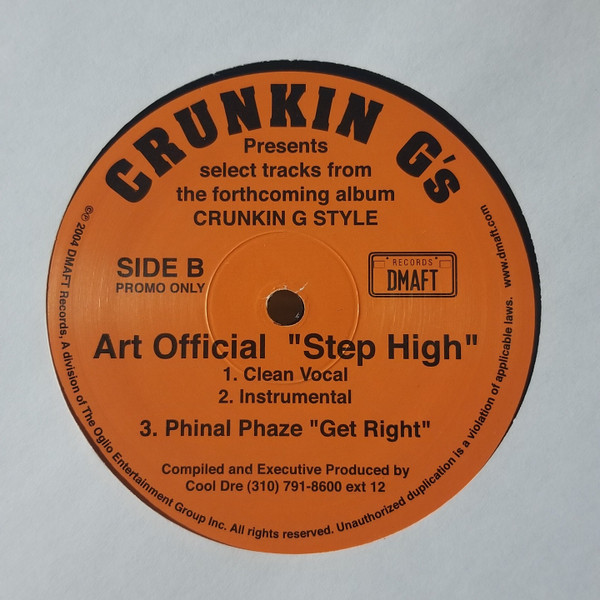 CRUNKIN G's
Presents
select tracks from
the forthcoming album
CRUNKIN G STYLE
SIDE B
PROMO ONLY
RECORDS
DMAFT
Art Official "Step High"
1. Clean Vocal
2. Instrumental
3. Phinal Phaze "Get Right"
Compiled and Executive Produced by
Cool Dre (310) 791-8600 ext 12
℗© 2004 DMAFT Records, A division of The Oglio Entertainment Group Inc. All rights reserved. Unauthorized duplication is a violation of applicable laws. www.dmaft.com